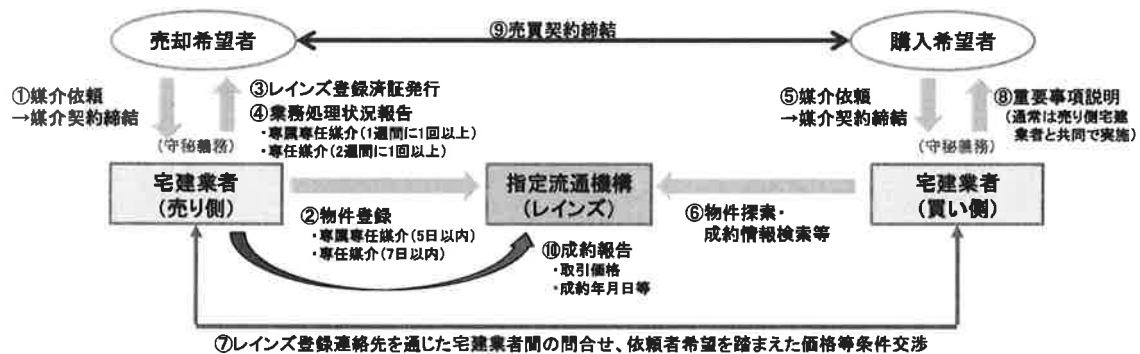 ⑨売買契約締結
売却希望者
購入希望者
①媒介依頼
→媒介契約締結
(守秘義務)
③レインズ登録済証発行
④業務処理状況報告
・専属専任媒介(1週間に1回以上)
・専任媒介(2週間に1回以上)
⑤媒介依頼
→媒介契約締結
(守秘義務)
⑧重要事項説明
(通常は売り側宅建
業者と共同で実施)
宅建業者
(売り側)
指定流通機構
(レインズ)
宅建業者
(買い側)
②物件登録
・専属専任媒介(5日以内)
・専任媒介(7日以内)
⑥物件探索・
成約情報検索等
⑩成約報告
・取引価格
・成約年月日等
⑦レインズ登録連絡先を通じた宅建業者間の問合せ、依頼者希望を踏まえた価格等条件交渉